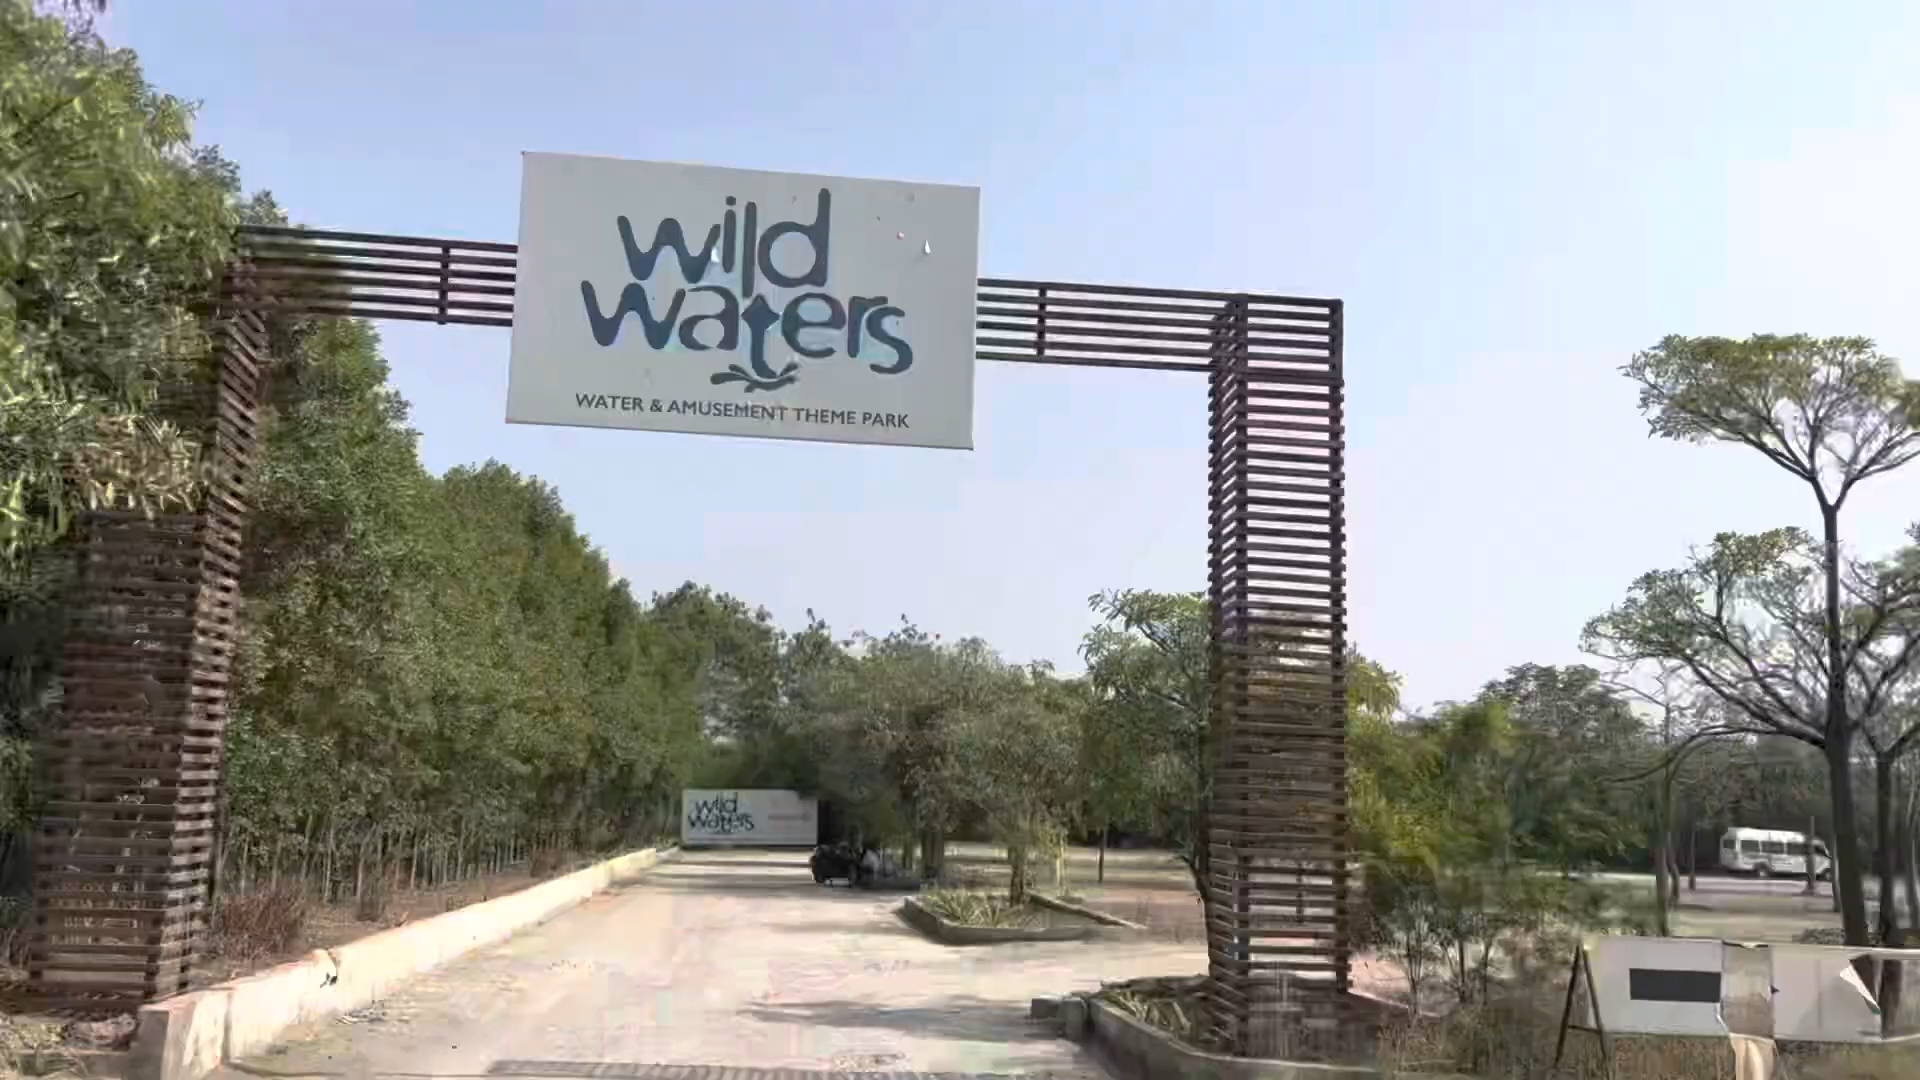 wild
waters
WATER & AMUSEMENT THEME PARK
wild
waters